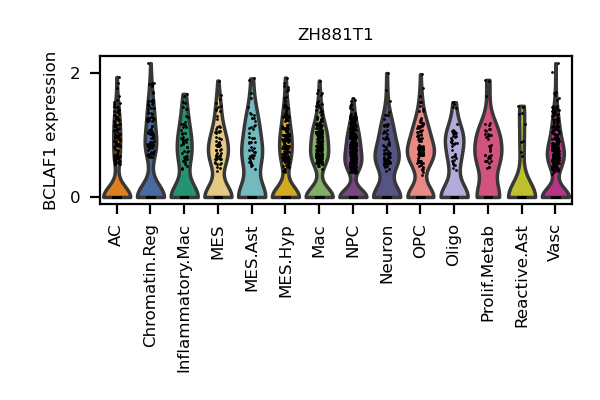 ZH881T1
BCLAF1 expression
2
0
AC
Chromatin.Reg
Inflammatory.Mac
MES
MES.Ast
MES.Hyp
Mac
NPC
Neuron
OPC
Oligo
Prolif.Metab
Reactive.Ast
Vasc